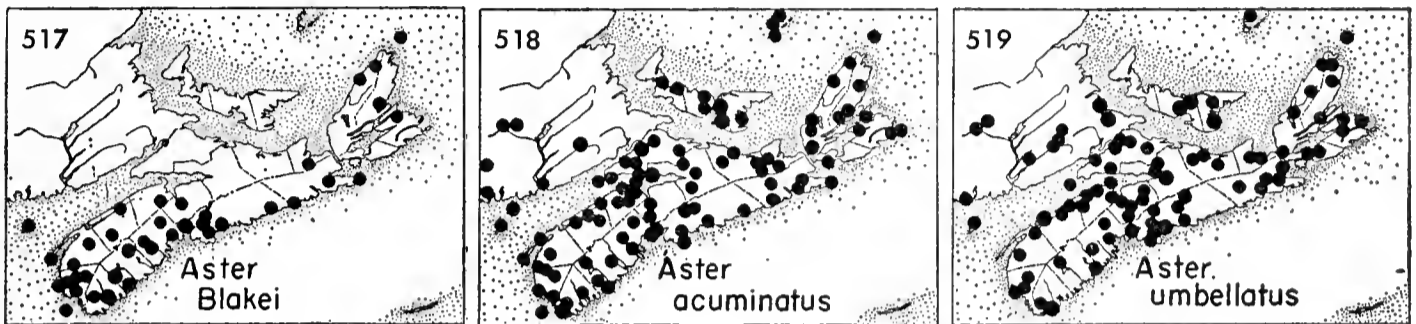 517
Aster
Blakei
518
Aster
acuminatus
519
Aster.
umbellatus